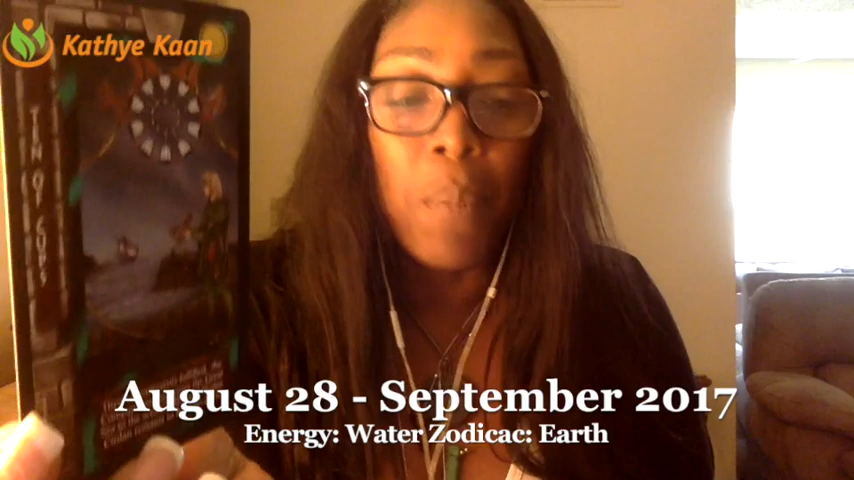 Kathye Kaan
TEN OF CUPS
August 28 - September 2017
Energy: Water Zodicac: Earth